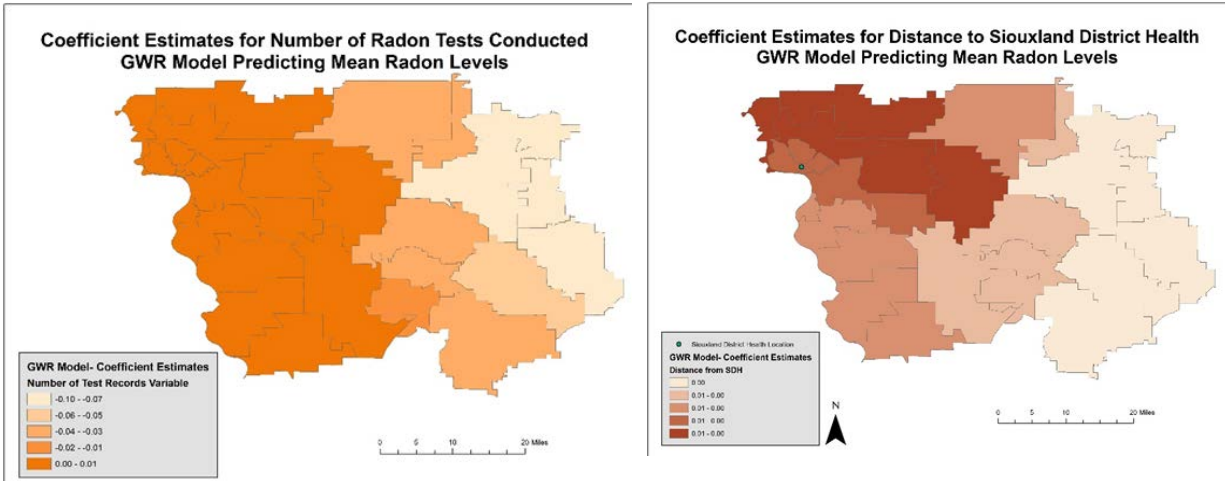 Coefficient Estimates for Number of Radon Tests Conducted
GWR Model Predicting Mean Radon Levels
GWR Model- Coefficient Estimates
Number of Test Records Variable
-0.10 - -0.07
-0.06 - -0.05
-0.04 - -0.03
-0.02 - -0.01
0.00 - 0.01
0 5 10 20 Miles
Coefficient Estimates for Distance to Siouxland District Health
GWR Model Predicting Mean Radon Levels
Siouxland District Health Location
GWR Model- Coefficient Estimates
Distance from SDH
0.00
0.01 - 0.00
0.01 - 0.00
0.01 - 0.00
0.01 - 0.00
N
0 5 10 20 Miles